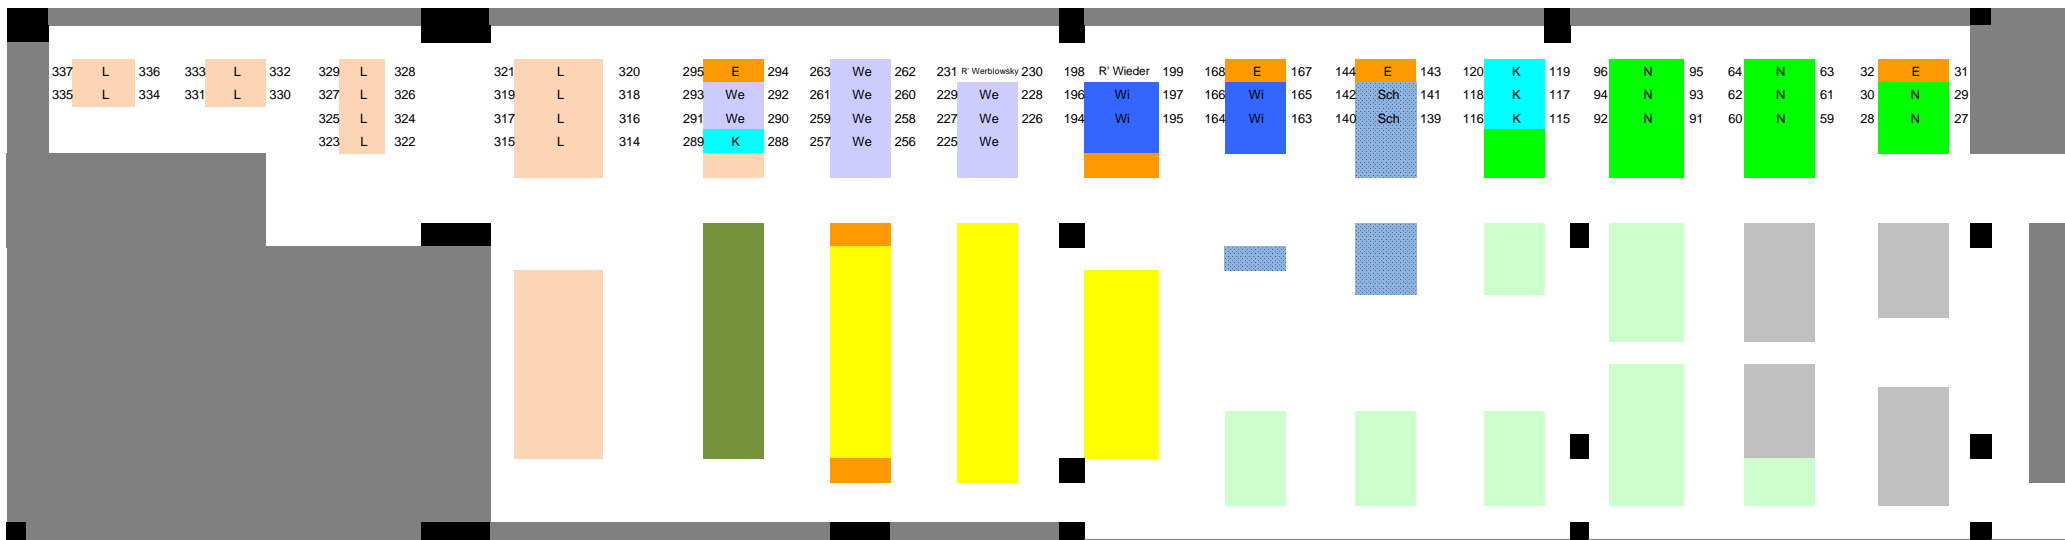 337 L 336 333 L 332 329 L 328 321 L 320 295 E 294 263 We 262 231 R' Werblowsky 230 198 R' Wieder 199 168 E 167 144 E 143 120 K 119 96 N 95 64 N 63 32 E 31
335 L 334 331 L 330 327 L 326 319 L 318 293 We 292 261 We 260 229 We 228 196 Wi 197 166 Wi 165 142 Sch 141 118 K 117 94 N 93 62 N 61 30 N 29
325 L 324 317 L 316 291 We 290 259 We 258 227 We 226 194 Wi 195 164 Wi 163 140 Sch 139 116 K 115 92 N 91 60 N 59 28 N 27
323 L 322 315 L 314 289 K 288 257 We 256 225 We